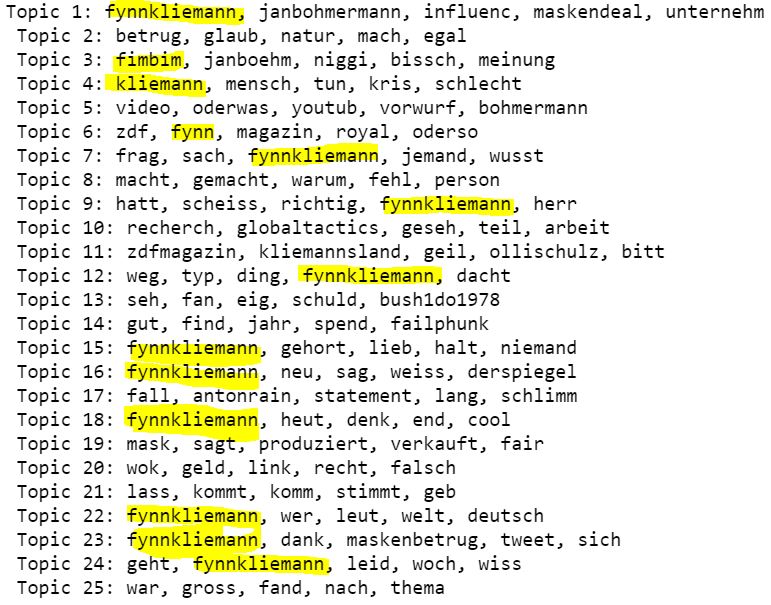 Topic 1: fynnkliemann, janbohmermann, influenc, maskendeal, unternehm
Topic 2: betrug, glaub, natur, mach, egal
Topic 3: fimbim, janboehm, niggi, bissch, meinung
Topic 4: kliemann, mensch, tun, kris, schlecht
Topic 5: video, oderwas, youtub, vorwurf, bohmermann
Topic 6: zdf, fynn, magazin, royal, oderso
Topic 7: frag, sach, fynnkliemann, jemand, wusst
Topic 8: macht, gemacht, warum, fehl, person
Topic 9: hatt, scheiss, richtig, fynnkliemann, herr
Topic 10: recherch, globaltactics, geseh, teil, arbeit
Topic 11: zdfmagazin, kliemannsland, geil, ollischulz, bitt
Topic 12: weg, typ, ding, fynnkliemann, dacht
Topic 13: seh, fan, eig, schuld, bush1do1978
Topic 14: gut, find, jahr, spend, failphunk
Topic 15: fynnkliemann, gehort, lieb, halt, niemand
Topic 16: fynnkliemann, neu, sag, weiss, derspiegel
Topic 17: fall, antonrain, statement, lang, schlimm
Topic 18: fynnkliemann, heut, denk, end, cool
Topic 19: mask, sagt, produziert, verkauft, fair
Topic 20: wok, geld, link, recht, falsch
Topic 21: lass, kommt, komm, stimmt, geb
Topic 22: fynnkliemann, wer, leut, welt, deutsch
Topic 23: fynnkliemann, dank, maskenbetrug, tweet, sich
Topic 24: geht, fynnkliemann, leid, woch, wiss
Topic 25: war, gross, fand, nach, thema